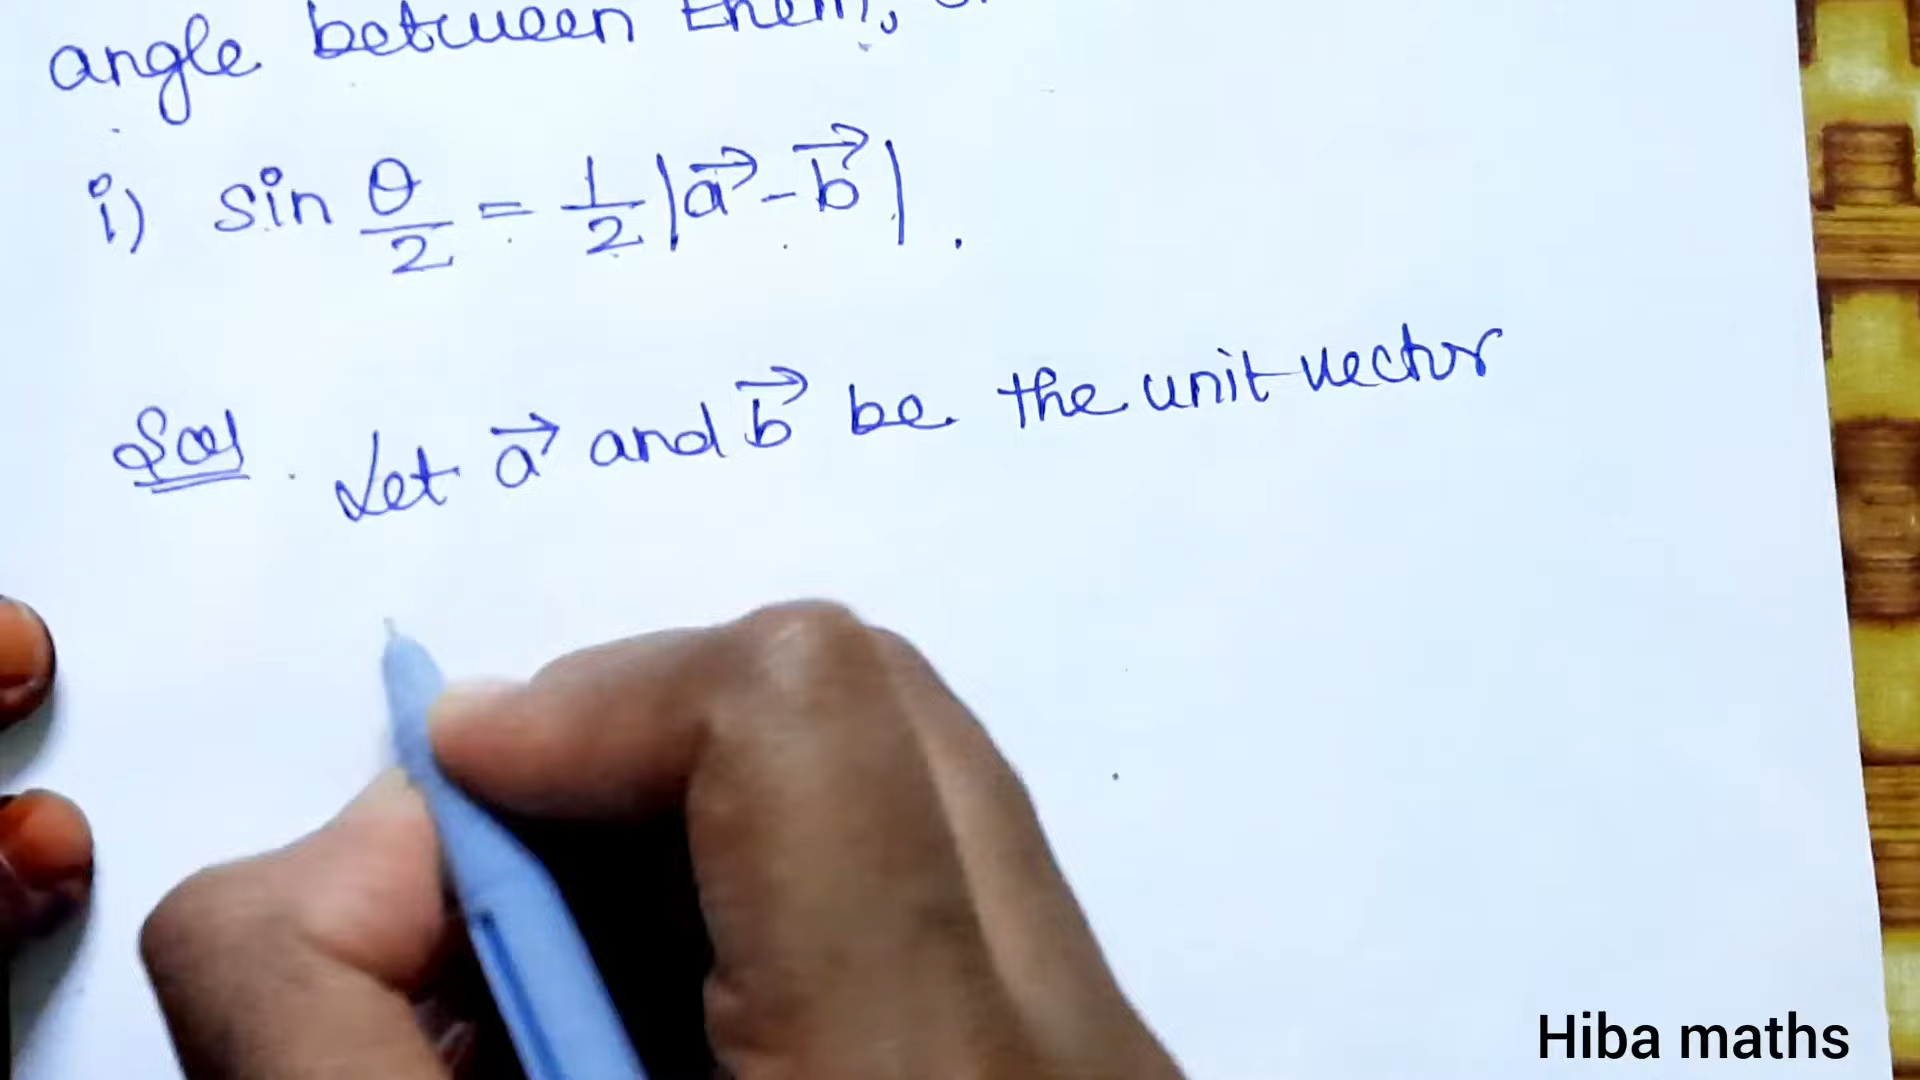 angle between them,
i) sin θ/2 = 1/2 |a⃗ - b⃗|.
Sol. Let a⃗ and b⃗ be the unit vector
Hiba maths